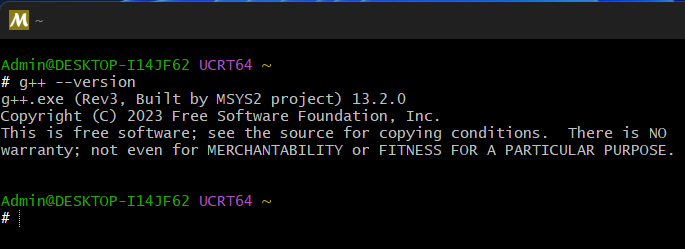 M ~
Admin@DESKTOP-I14JF62 UCRT64 ~
# g++ --version
g++.exe (Rev3, Built by MSYS2 project) 13.2.0
Copyright (C) 2023 Free Software Foundation, Inc.
This is free software; see the source for copying conditions.  There is NO
warranty; not even for MERCHANTABILITY or FITNESS FOR A PARTICULAR PURPOSE.
Admin@DESKTOP-I14JF62 UCRT64 ~
#